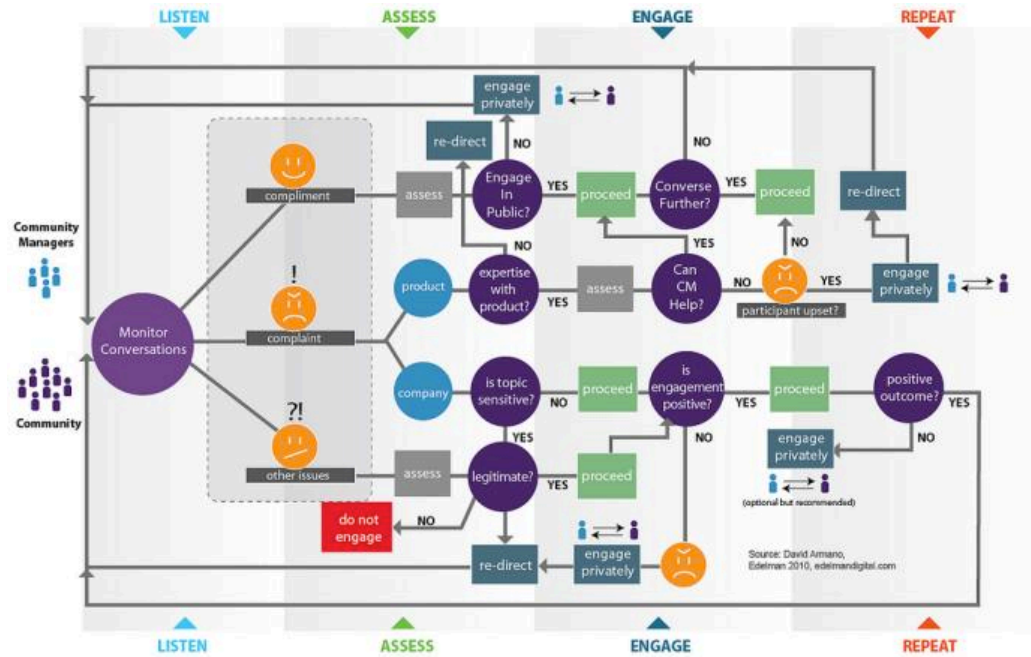 LISTEN
ASSESS
ENGAGE
REPEAT
engage
privately
re-direct
NO
NO
compliment
assess
Engage
In
Public?
YES
proceed
Converse
Further?
YES
proceed
re-direct
Community
Managers
NO
YES
NO
!
complaint
product
expertise
with
product?
YES
assess
Can
CM
Help?
NO
YES
participant upset?
engage
privately
Monitor
Conversations
Community
company
is topic
sensitive?
NO
proceed
is
engagement
positive?
YES
proceed
positive
outcome?
YES
?!
other issues
YES
NO
NO
assess
legitimate?
YES
proceed
engage
privately
(optional but recommended)
do not
engage
NO
re-direct
engage
privately
Source: David Armano,
Edelman 2010, edelmandigital.com
LISTEN
ASSESS
ENGAGE
REPEAT